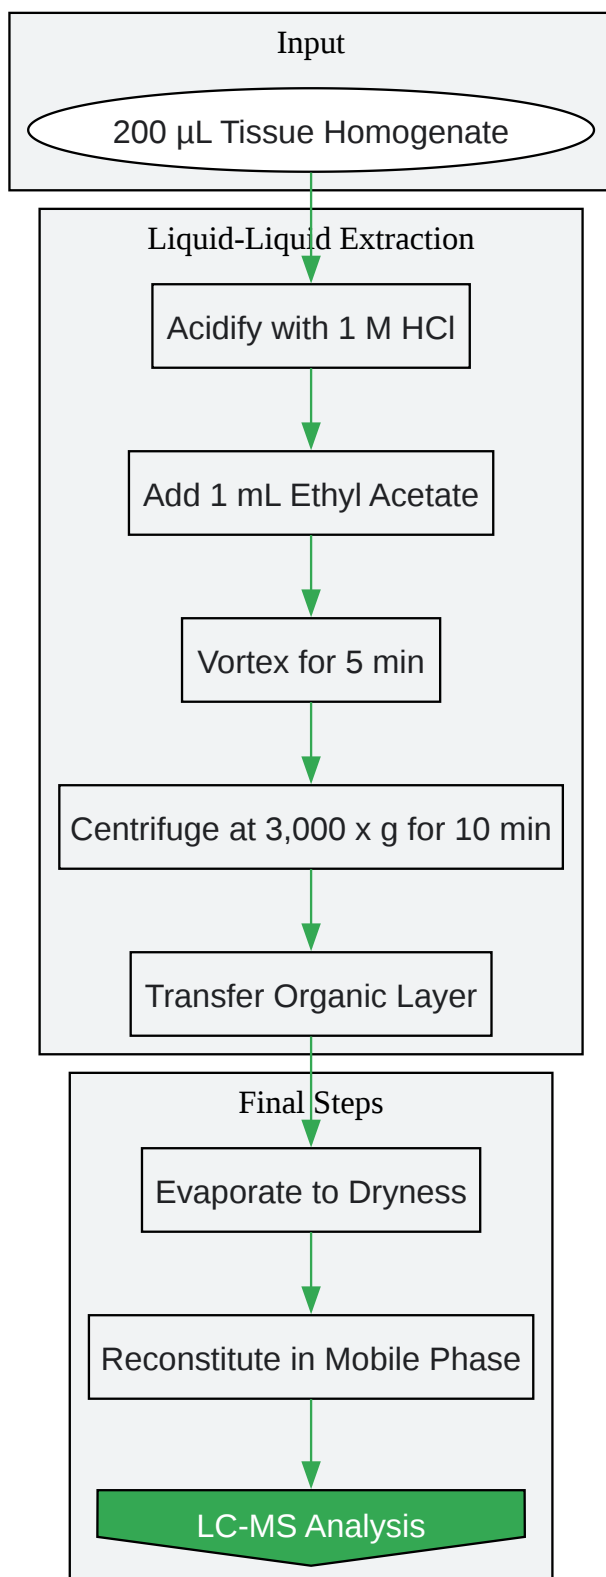 Input
200 µL Tissue Homogenate
Liquid-Liquid Extraction
Acidify with 1 M HCl
Add 1 mL Ethyl Acetate
Vortex for 5 min
Centrifuge at 3,000 x g for 10 min
Transfer Organic Layer
Final Steps
Evaporate to Dryness
Reconstitute in Mobile Phase
LC-MS Analysis